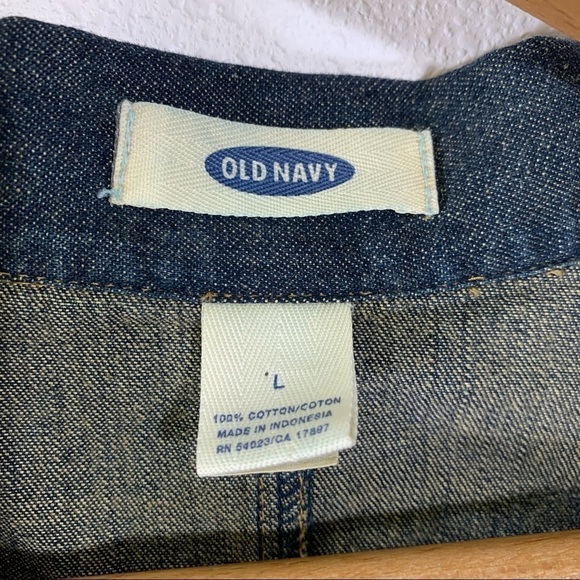 OLD NAVY
L
100% COTTON/COTON
MADE IN INDONESIA
RN 54023/CA 17897